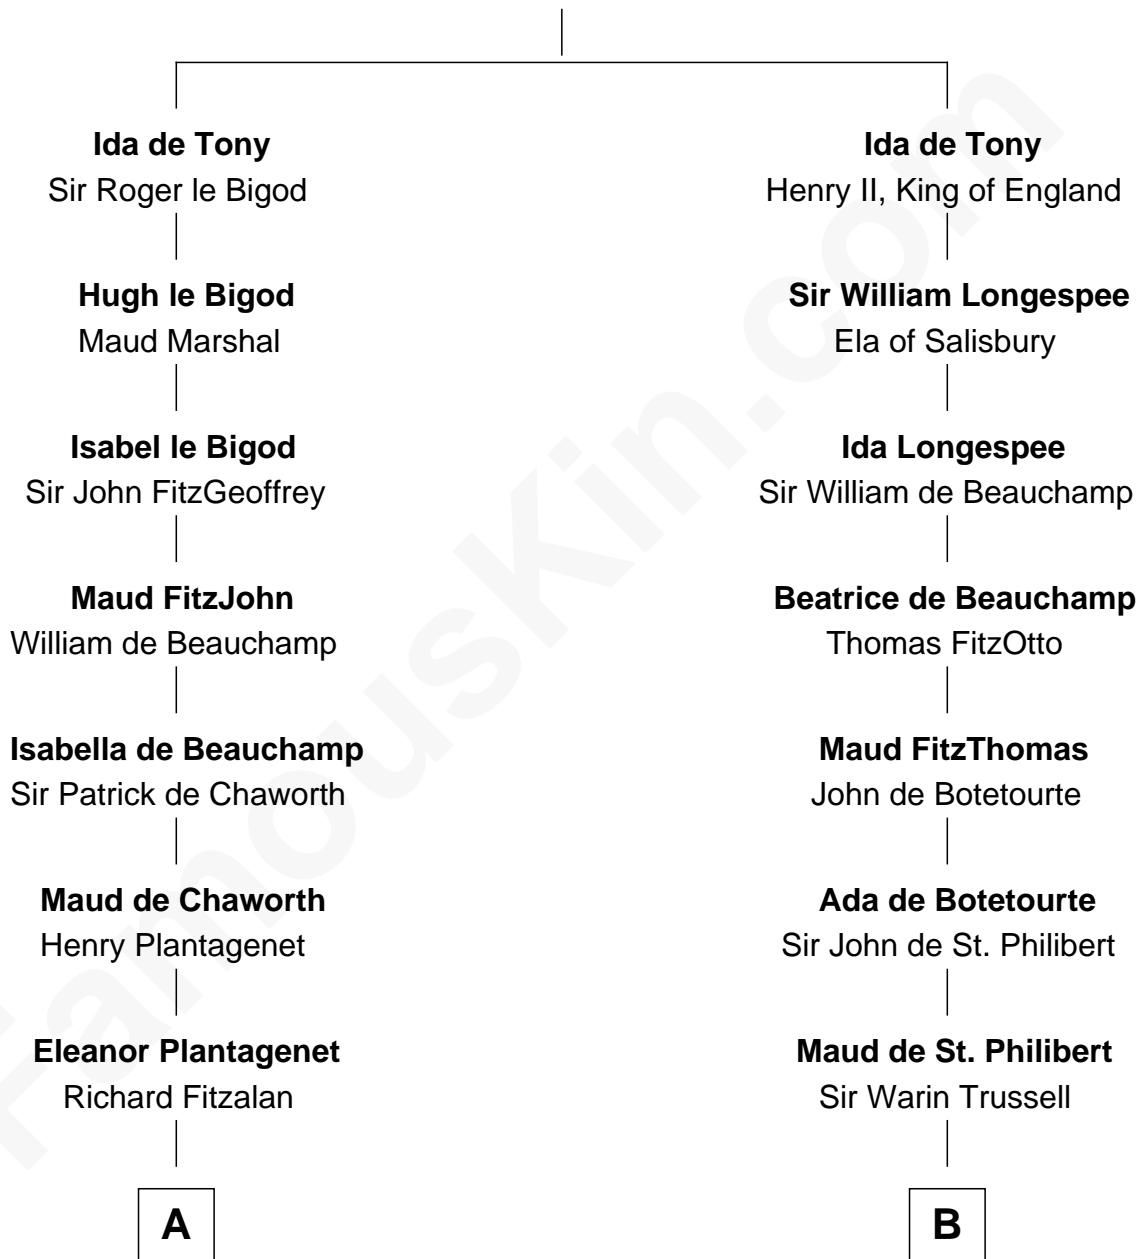 Ida de Tony
Sir Roger le Bigod
Hugh le Bigod
Maud Marshal
Isabel le Bigod
Sir John FitzGeoffrey
Maud FitzJohn
William de Beauchamp
Isabella de Beauchamp
Sir Patrick de Chaworth
Maud de Chaworth
Henry Plantagenet
Eleanor Plantagenet
Richard Fitzalan
A
Ida de Tony
Henry II, King of England
Sir William Longespee
Ela of Salisbury
Ida Longespee
Sir William de Beauchamp
Beatrice de Beauchamp
Thomas FitzOtto
Maud FitzThomas
John de Botetourte
Ada de Botetourte
Sir John de St. Philibert
Maud de St. Philibert
Sir Warin Trussell
B
FamousKin.com